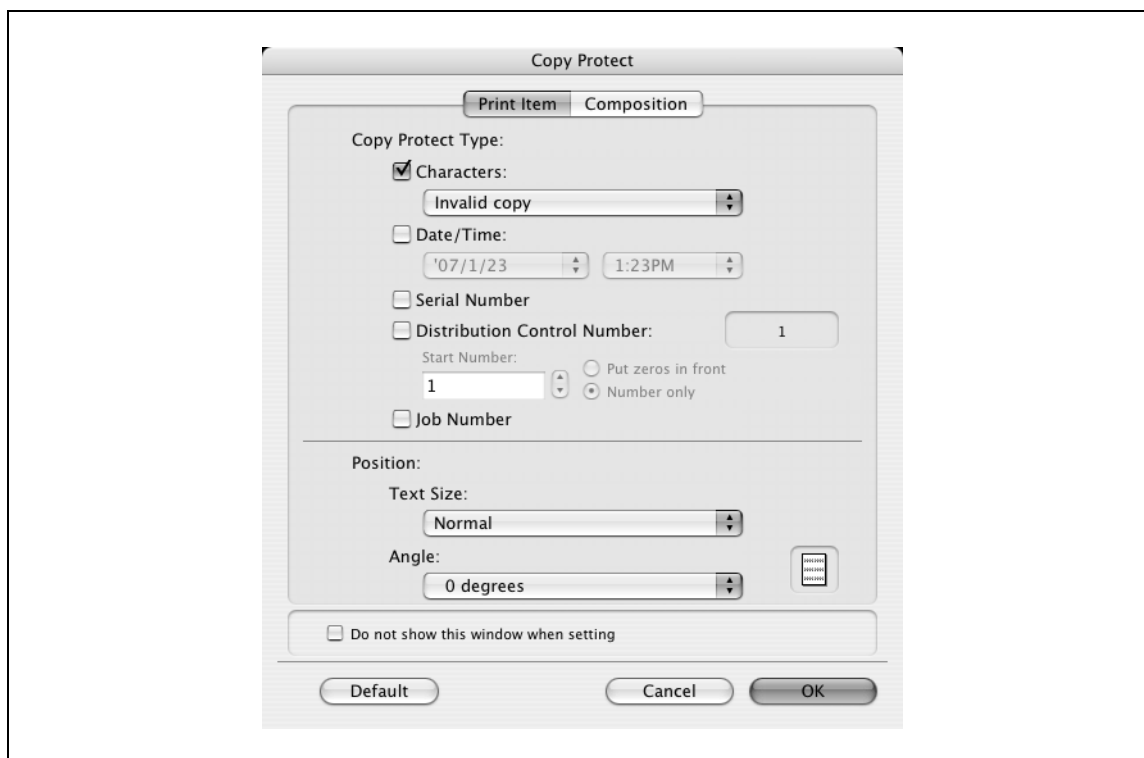 Copy Protect
Print Item Composition
Copy Protect Type:
Characters:
Invalid copy
Date/Time:
'07/1/23 1:23PM
Serial Number
Distribution Control Number: 1
Start Number:
Put zeros in front
1
Number only
Job Number
Position:
Text Size:
Normal
Angle:
0 degrees
Do not show this window when setting
Default Cancel OK